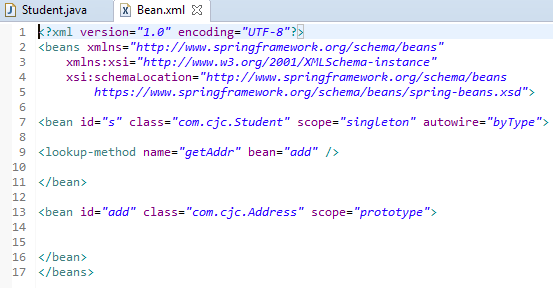 Student.java Bean.xml
1 <?xml version="1.0" encoding="UTF-8"?>
2 <beans xmlns="http://www.springframework.org/schema/beans"
3 xmlns:xsi="http://www.w3.org/2001/XMLSchema-instance"
4 xsi:schemaLocation="http://www.springframework.org/schema/beans
5 https://www.springframework.org/schema/beans/spring-beans.xsd">
6
7 <bean id="s" class="com.cjc.Student" scope="singleton" autowire="byType">
8
9 <lookup-method name="getAddr" bean="add" />
10
11 </bean>
12
13 <bean id="add" class="com.cjc.Address" scope="prototype">
14
15
16 </bean>
17 </beans>